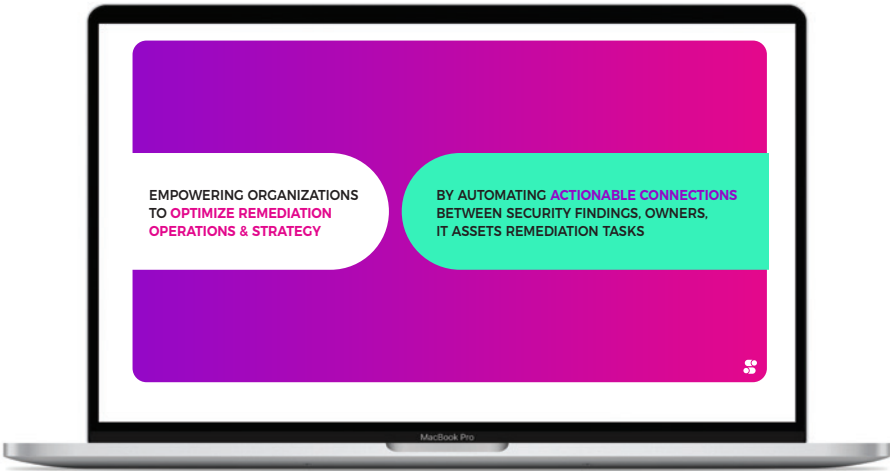 EMPOWERING ORGANIZATIONS
TO OPTIMIZE REMEDIATION
OPERATIONS & STRATEGY
BY AUTOMATING ACTIONABLE CONNECTIONS
BETWEEN SECURITY FINDINGS, OWNERS,
IT ASSETS REMEDIATION TASKS
MacBook Pro